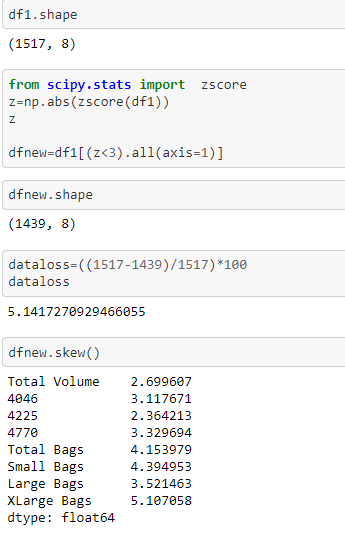 df1.shape
(1517, 8)
from scipy.stats import  zscore
z=np.abs(zscore(df1))
z
dfnew=df1[(z<3).all(axis=1)]
dfnew.shape
(1439, 8)
dataloss=((1517-1439)/1517)*100
dataloss
5.1417270929466055
dfnew.skew()
Total Volume    2.699607
4046            3.117671
4225            2.364213
4770            3.329694
Total Bags      4.153979
Small Bags      4.394953
Large Bags      3.521463
XLarge Bags     5.107058
dtype: float64